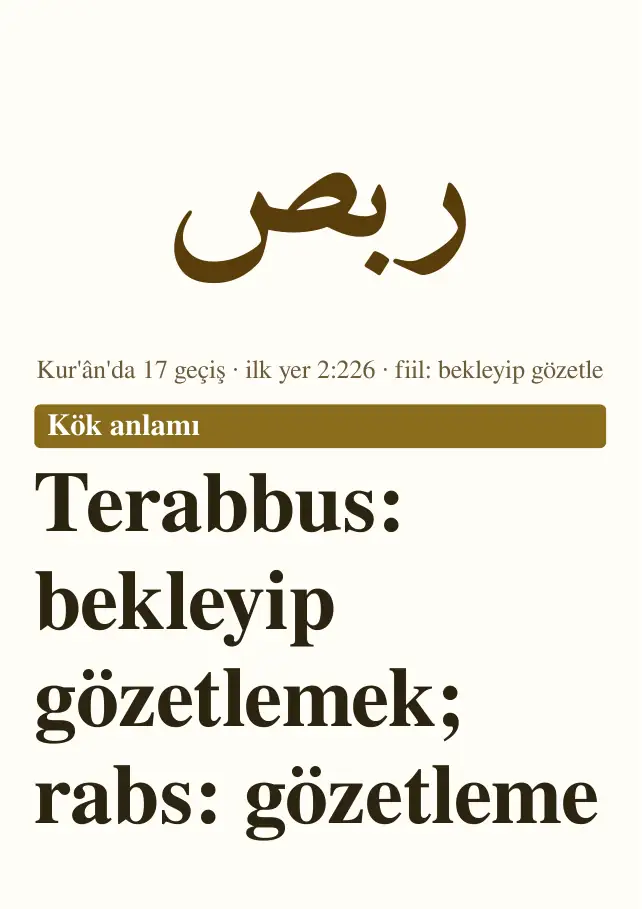 ربص
Kur'ân'da 17 geçiş · ilk yer 2:226 · fiil: bekleyip gözetle
Kök anlamı
Terabbus:
bekleyip
gözetlemek;
rabs: gözetleme